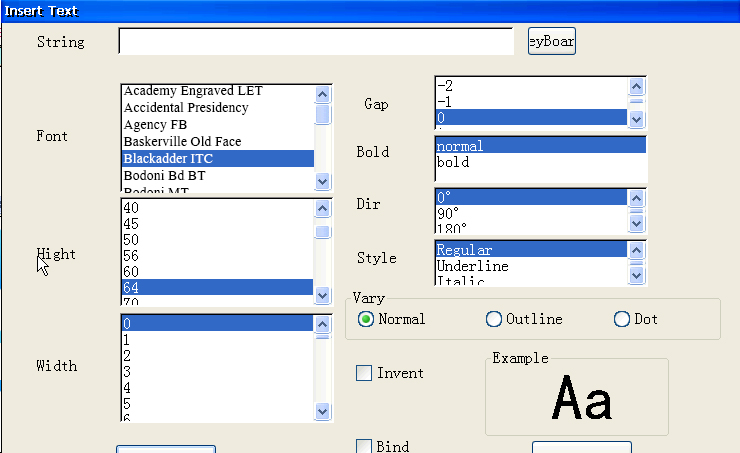 Insert Text
String
eyBoar
Font
Academy Engraved LET
Accidental Presidency
Agency FB
Baskerville Old Face
Blackadder ITC
Bodoni Bd BT
Bodoni MT
Gap
-2
-1
0
Bold
normal
bold
Hight
40
45
50
56
60
64
70
Dir
0°
90°
180°
Style
Regular
Underline
Italic
Vary
Normal
Outline
Dot
Width
0
1
2
3
4
5
6
Invent
Example
Aa
Bind